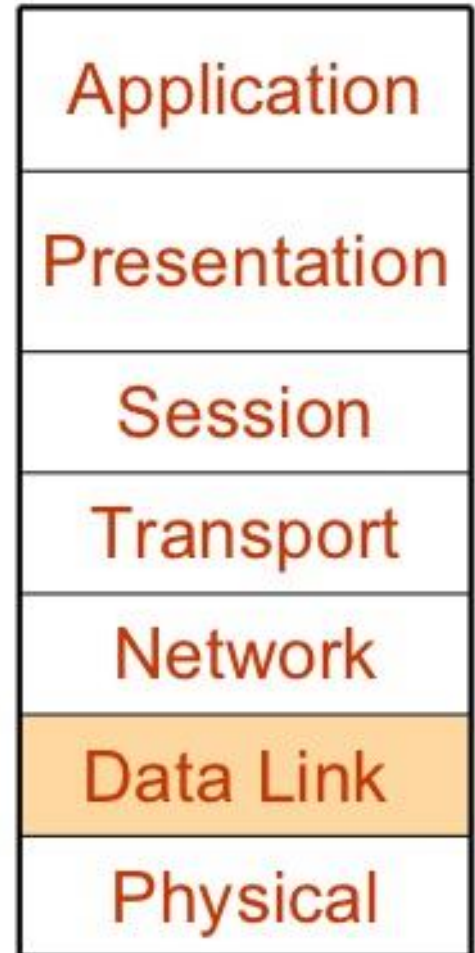 Application
Presentation
Session
Transport
Network
Data Link
Physical